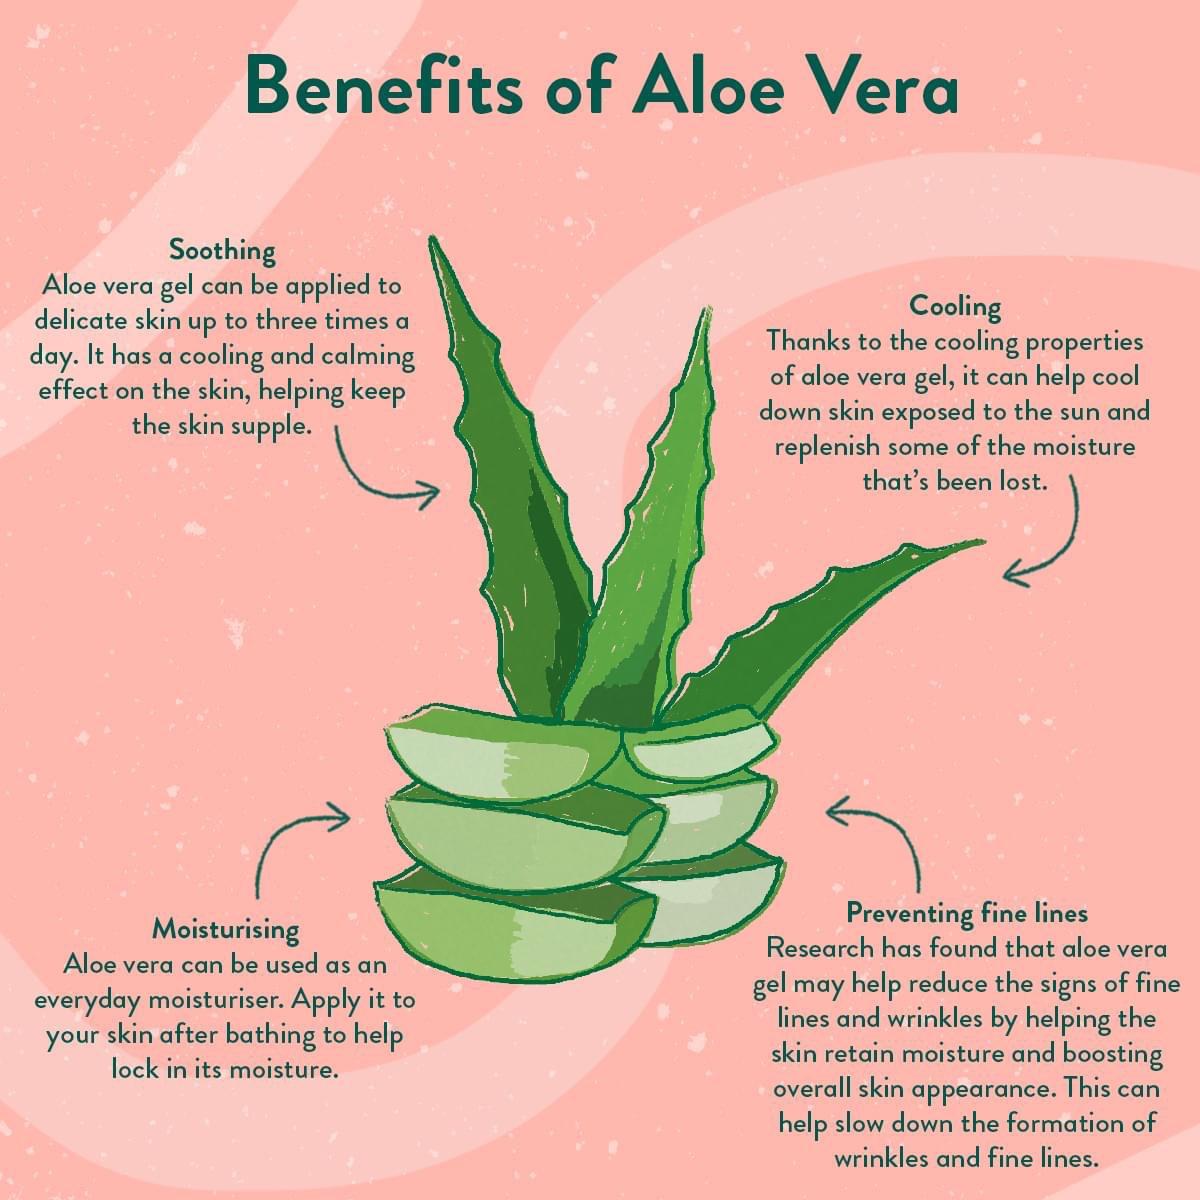 Benefits of Aloe Vera
Soothing
Aloe vera gel can be applied to
delicate skin up to three times a
day. It has a cooling and calming
effect on the skin, helping keep
the skin supple.
Cooling
Thanks to the cooling properties
of aloe vera gel, it can help cool
down skin exposed to the sun and
replenish some of the moisture
that's been lost.
Moisturising
Aloe vera can be used as an
everyday moisturiser. Apply it to
your skin after bathing to help
lock in its moisture.
Preventing fine lines
Research has found that aloe vera
gel may help reduce the signs of fine
lines and wrinkles by helping the
skin retain moisture and boosting
overall skin appearance. This can
help slow down the formation of
wrinkles and fine lines.